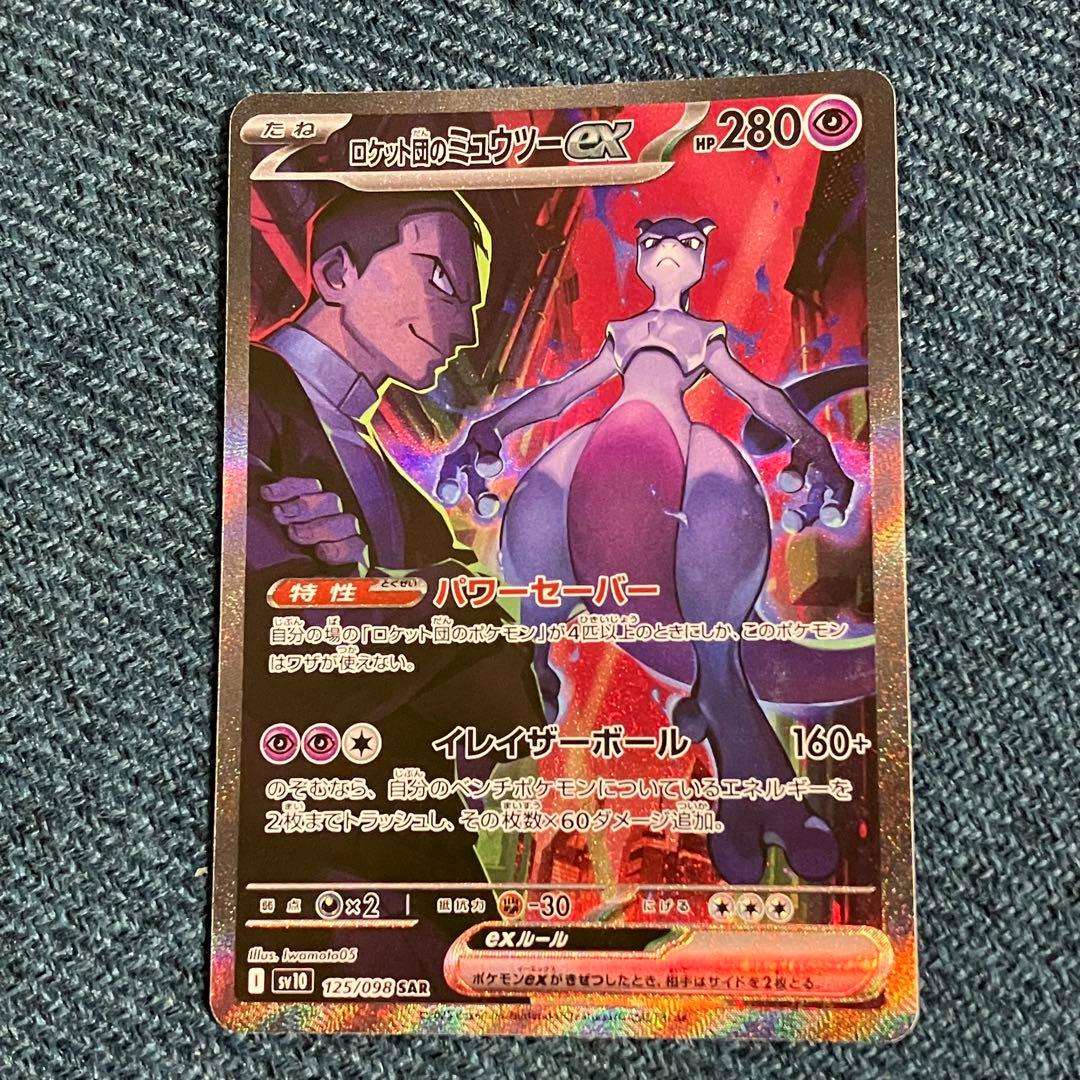 たね
ロケット団のミュウツーex
HP280
特性 パワーセーバー
自分の場の「ロケット団のポケモン」が4匹以上のときにしか、このポケモン
はワザが使えない。
イレイザーボール 160+
のぞむなら、自分のベンチポケモンについているエネルギーを
2枚までトラッシュし、その枚数×60ダメージ追加。
弱点 ×2 抵抗力 -30 にげる
Illus. Iwamoto05
exルール
ポケモンexがきぜつしたとき、相手はサイドを2枚とる。
I sv10 125/098 SAR